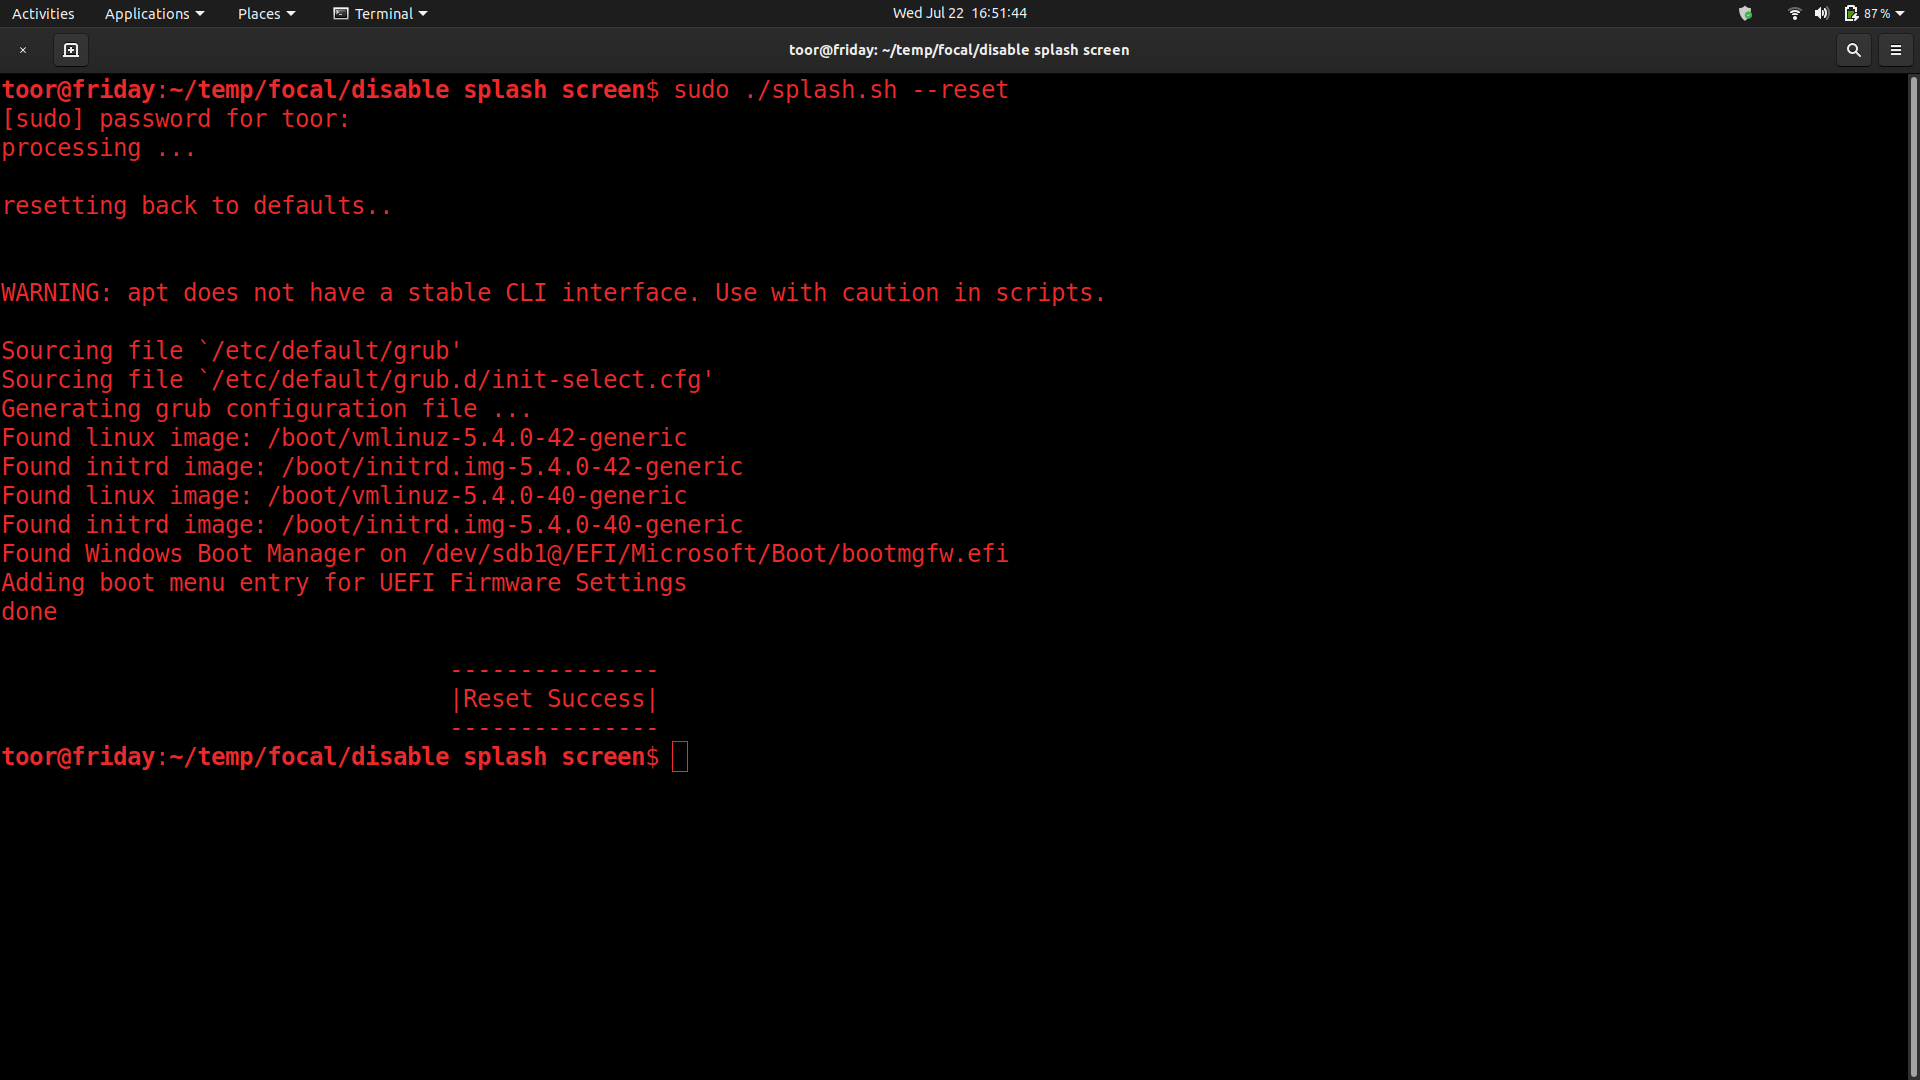 Activities Applications Places Terminal Wed Jul 22 16:51:44 87 %
toor@friday: ~/temp/focal/disable splash screen
toor@friday:~/temp/focal/disable splash screen$ sudo ./splash.sh --reset
[sudo] password for toor:
processing ...
resetting back to defaults..
WARNING: apt does not have a stable CLI interface. Use with caution in scripts.
Sourcing file `/etc/default/grub'
Sourcing file `/etc/default/grub.d/init-select.cfg'
Generating grub configuration file ...
Found linux image: /boot/vmlinuz-5.4.0-42-generic
Found initrd image: /boot/initrd.img-5.4.0-42-generic
Found linux image: /boot/vmlinuz-5.4.0-40-generic
Found initrd image: /boot/initrd.img-5.4.0-40-generic
Found Windows Boot Manager on /dev/sdb1@/EFI/Microsoft/Boot/bootmgfw.efi
Adding boot menu entry for UEFI Firmware Settings
done
---------------
|Reset Success|
---------------
toor@friday:~/temp/focal/disable splash screen$